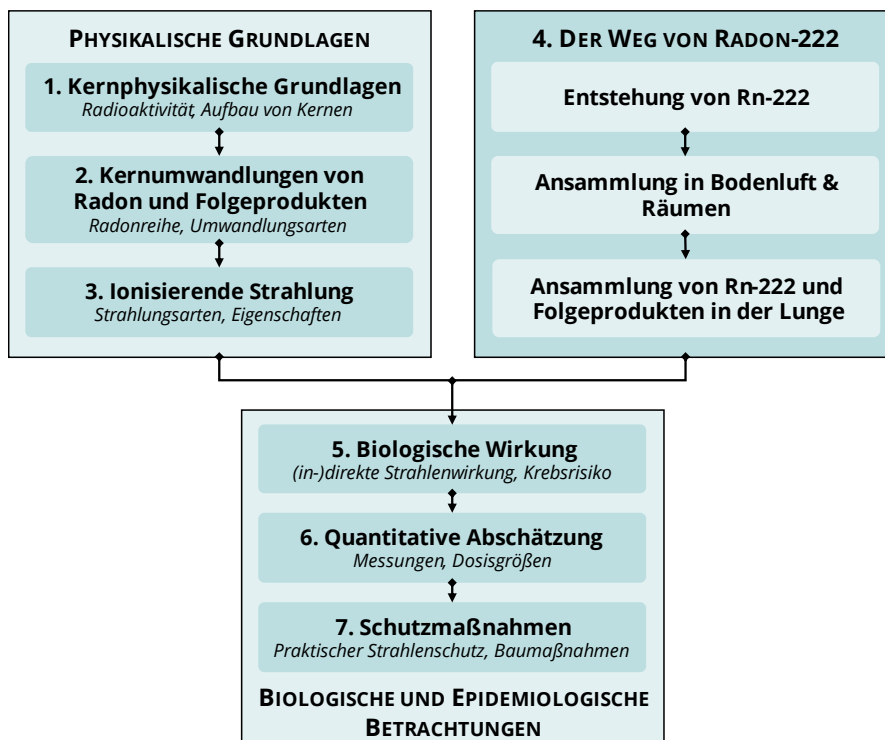 PHYSIKALISCHE GRUNDLAGEN
1. Kernphysikalische Grundlagen
Radioaktivität, Aufbau von Kernen
2. Kernumwandlungen von
Radon und Folgeprodukten
Radonreihe, Umwandlungsarten
3. Ionisierende Strahlung
Strahlungsarten, Eigenschaften
4. DER WEG VON RADON-222
Entstehung von Rn-222
Ansammlung in Bodenluft &
Räumen
Ansammlung von Rn-222 und
Folgeprodukten in der Lunge
5. Biologische Wirkung
(in-)direkte Strahlenwirkung, Krebsrisiko
6. Quantitative Abschätzung
Messungen, Dosisgrößen
7. Schutzmaßnahmen
Praktischer Strahlenschutz, Baumaßnahmen
BIOLOGISCHE UND EPIDEMIOLOGISCHE
BETRACHTUNGEN